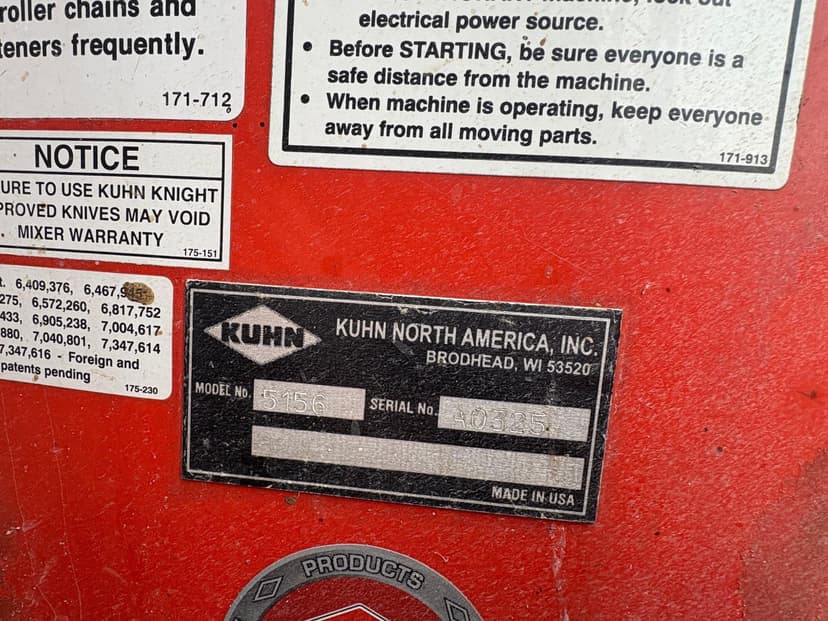 roller chains and
teners frequently.
171-712
electrical power source.
• Before STARTING, be sure everyone is a
safe distance from the machine.
• When machine is operating, keep everyone
away from all moving parts.
171-913
NOTICE
URE TO USE KUHN KNIGHT
PROVED KNIVES MAY VOID
MIXER WARRANTY
175-151
6,409,376, 6,467,
275, 6,572,260, 6,817,752
433, 6,905,238, 7,004,617
880, 7,040,801, 7,347,614
7,347,616 - Foreign and
patents pending
175-230
KUHN
KUHN NORTH AMERICA, INC.
BRODHEAD, WI 53520
MODEL No. 5156 SERIAL No. A0325
MADE IN USA
PRODUCTS